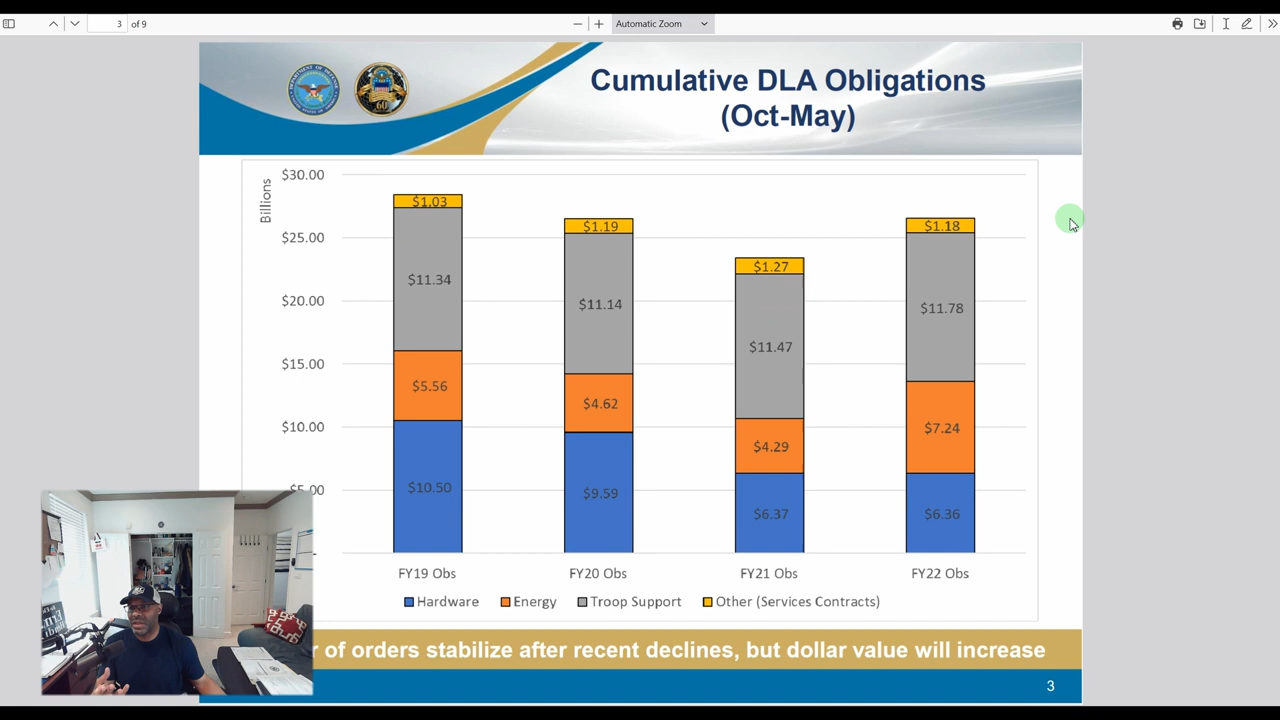 3 of 9
Automatic Zoom
Cumulative DLA Obligations
(Oct-May)
Billions
$30.00
$25.00
$20.00
$15.00
$10.00
$1.03
$11.34
$5.56
$10.50
$1.19
$11.14
$4.62
$9.59
$1.27
$11.47
$4.29
$6.37
$1.18
$11.78
$7.24
$6.36
FY19 Obs FY20 Obs FY21 Obs FY22 Obs
Hardware Energy Troop Support Other (Services Contracts)
of orders stabilize after recent declines, but dollar value will increase
3